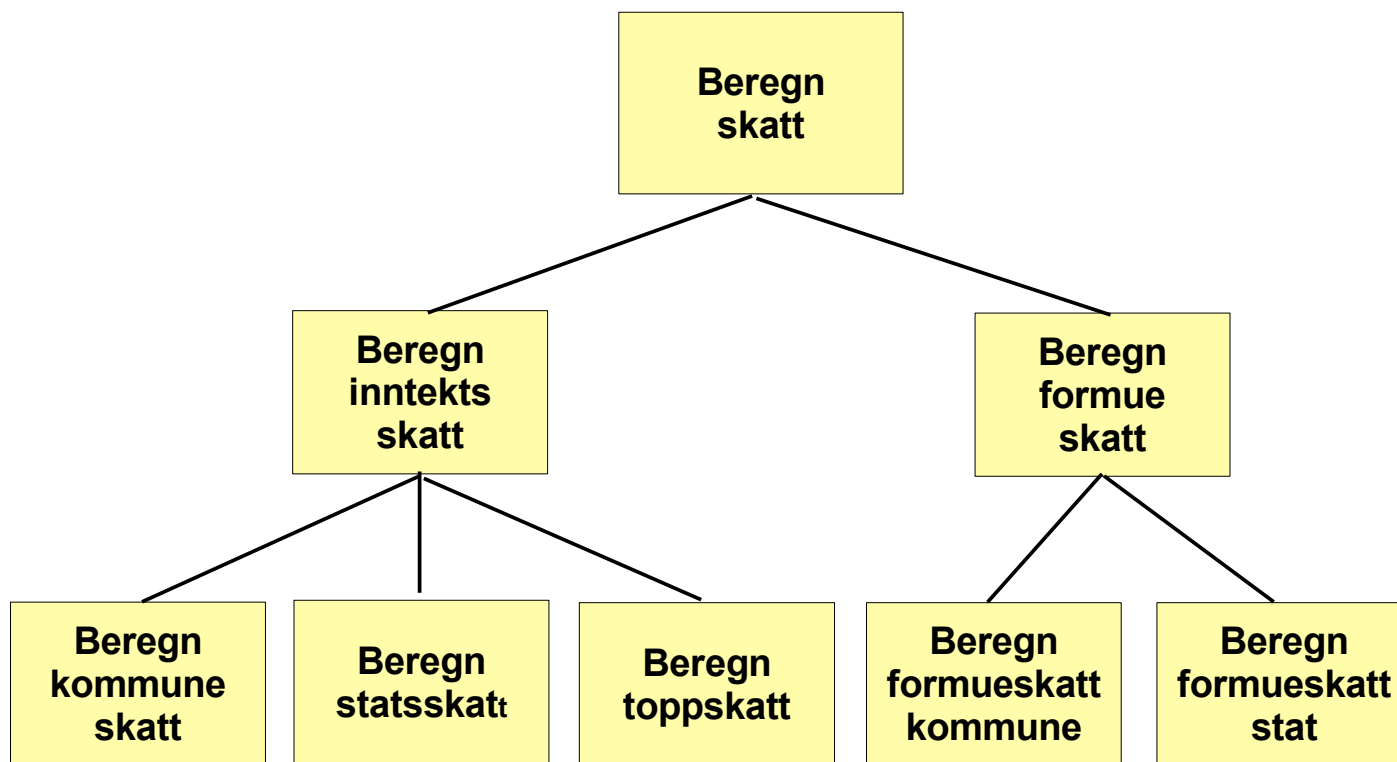 Beregn
skatt
Beregn
inntekts
skatt
Beregn
formue
skatt
Beregn
kommune
skatt
Beregn
statsskatt
Beregn
toppskatt
Beregn
formueskatt
kommune
Beregn
formueskatt
stat